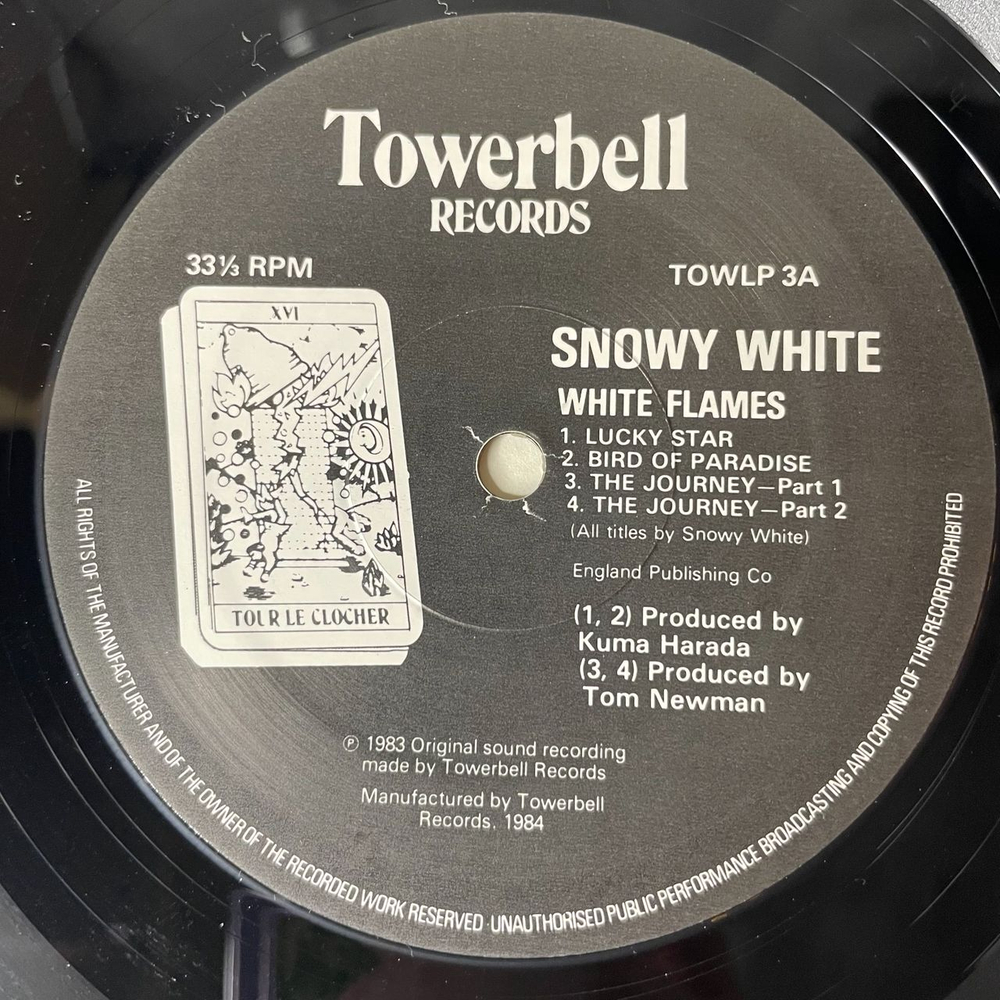 Towerbell
RECORDS
33⅓ RPM
TOWLP 3A
XVI
TOUR LE CLOCHER
SNOWY WHITE
WHITE FLAMES
1. LUCKY STAR
2. BIRD OF PARADISE
3. THE JOURNEY—Part 1
4. THE JOURNEY—Part 2
(All titles by Snowy White)
England Publishing Co
(1, 2) Produced by
Kuma Harada
(3, 4) Produced by
Tom Newman
℗ 1983 Original sound recording
made by Towerbell Records
Manufactured by Towerbell
Records, 1984
ALL RIGHTS OF THE MANUFACTURER AND OF THE OWNER OF THE RECORDED WORK RESERVED · UNAUTHORISED PUBLIC PERFORMANCE BROADCASTING AND COPYING OF THIS RECORD PROHIBITED